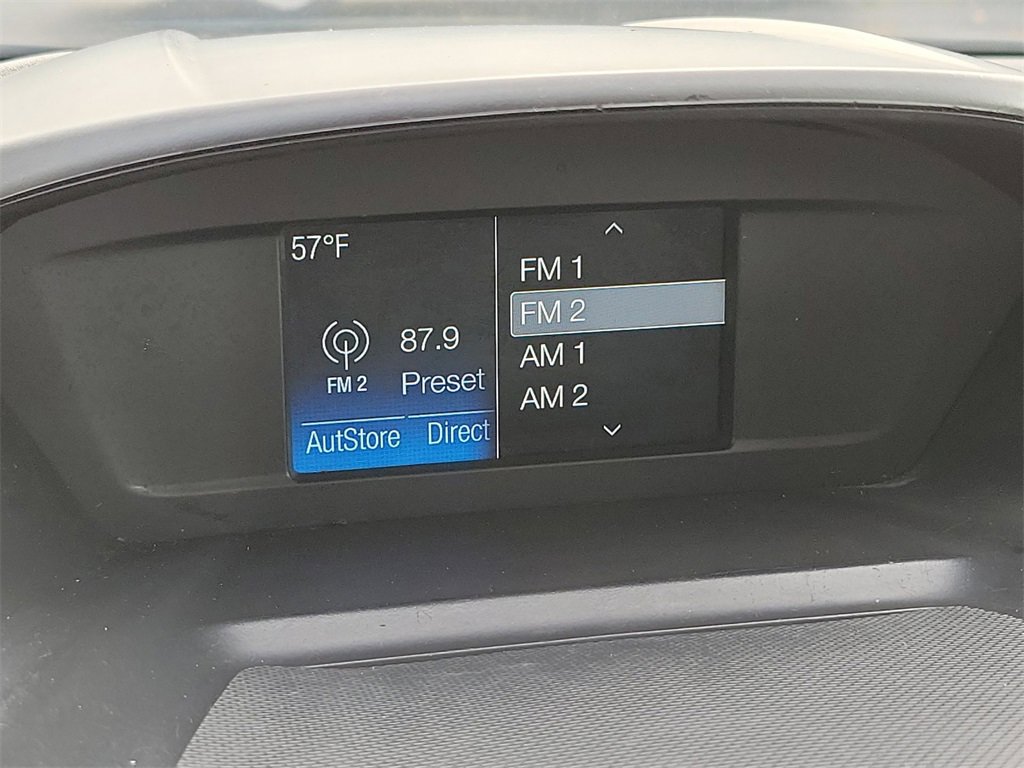 57°F
87.9
FM 2
Preset
AutStore
Direct
FM 1
FM 2
AM 1
AM 2